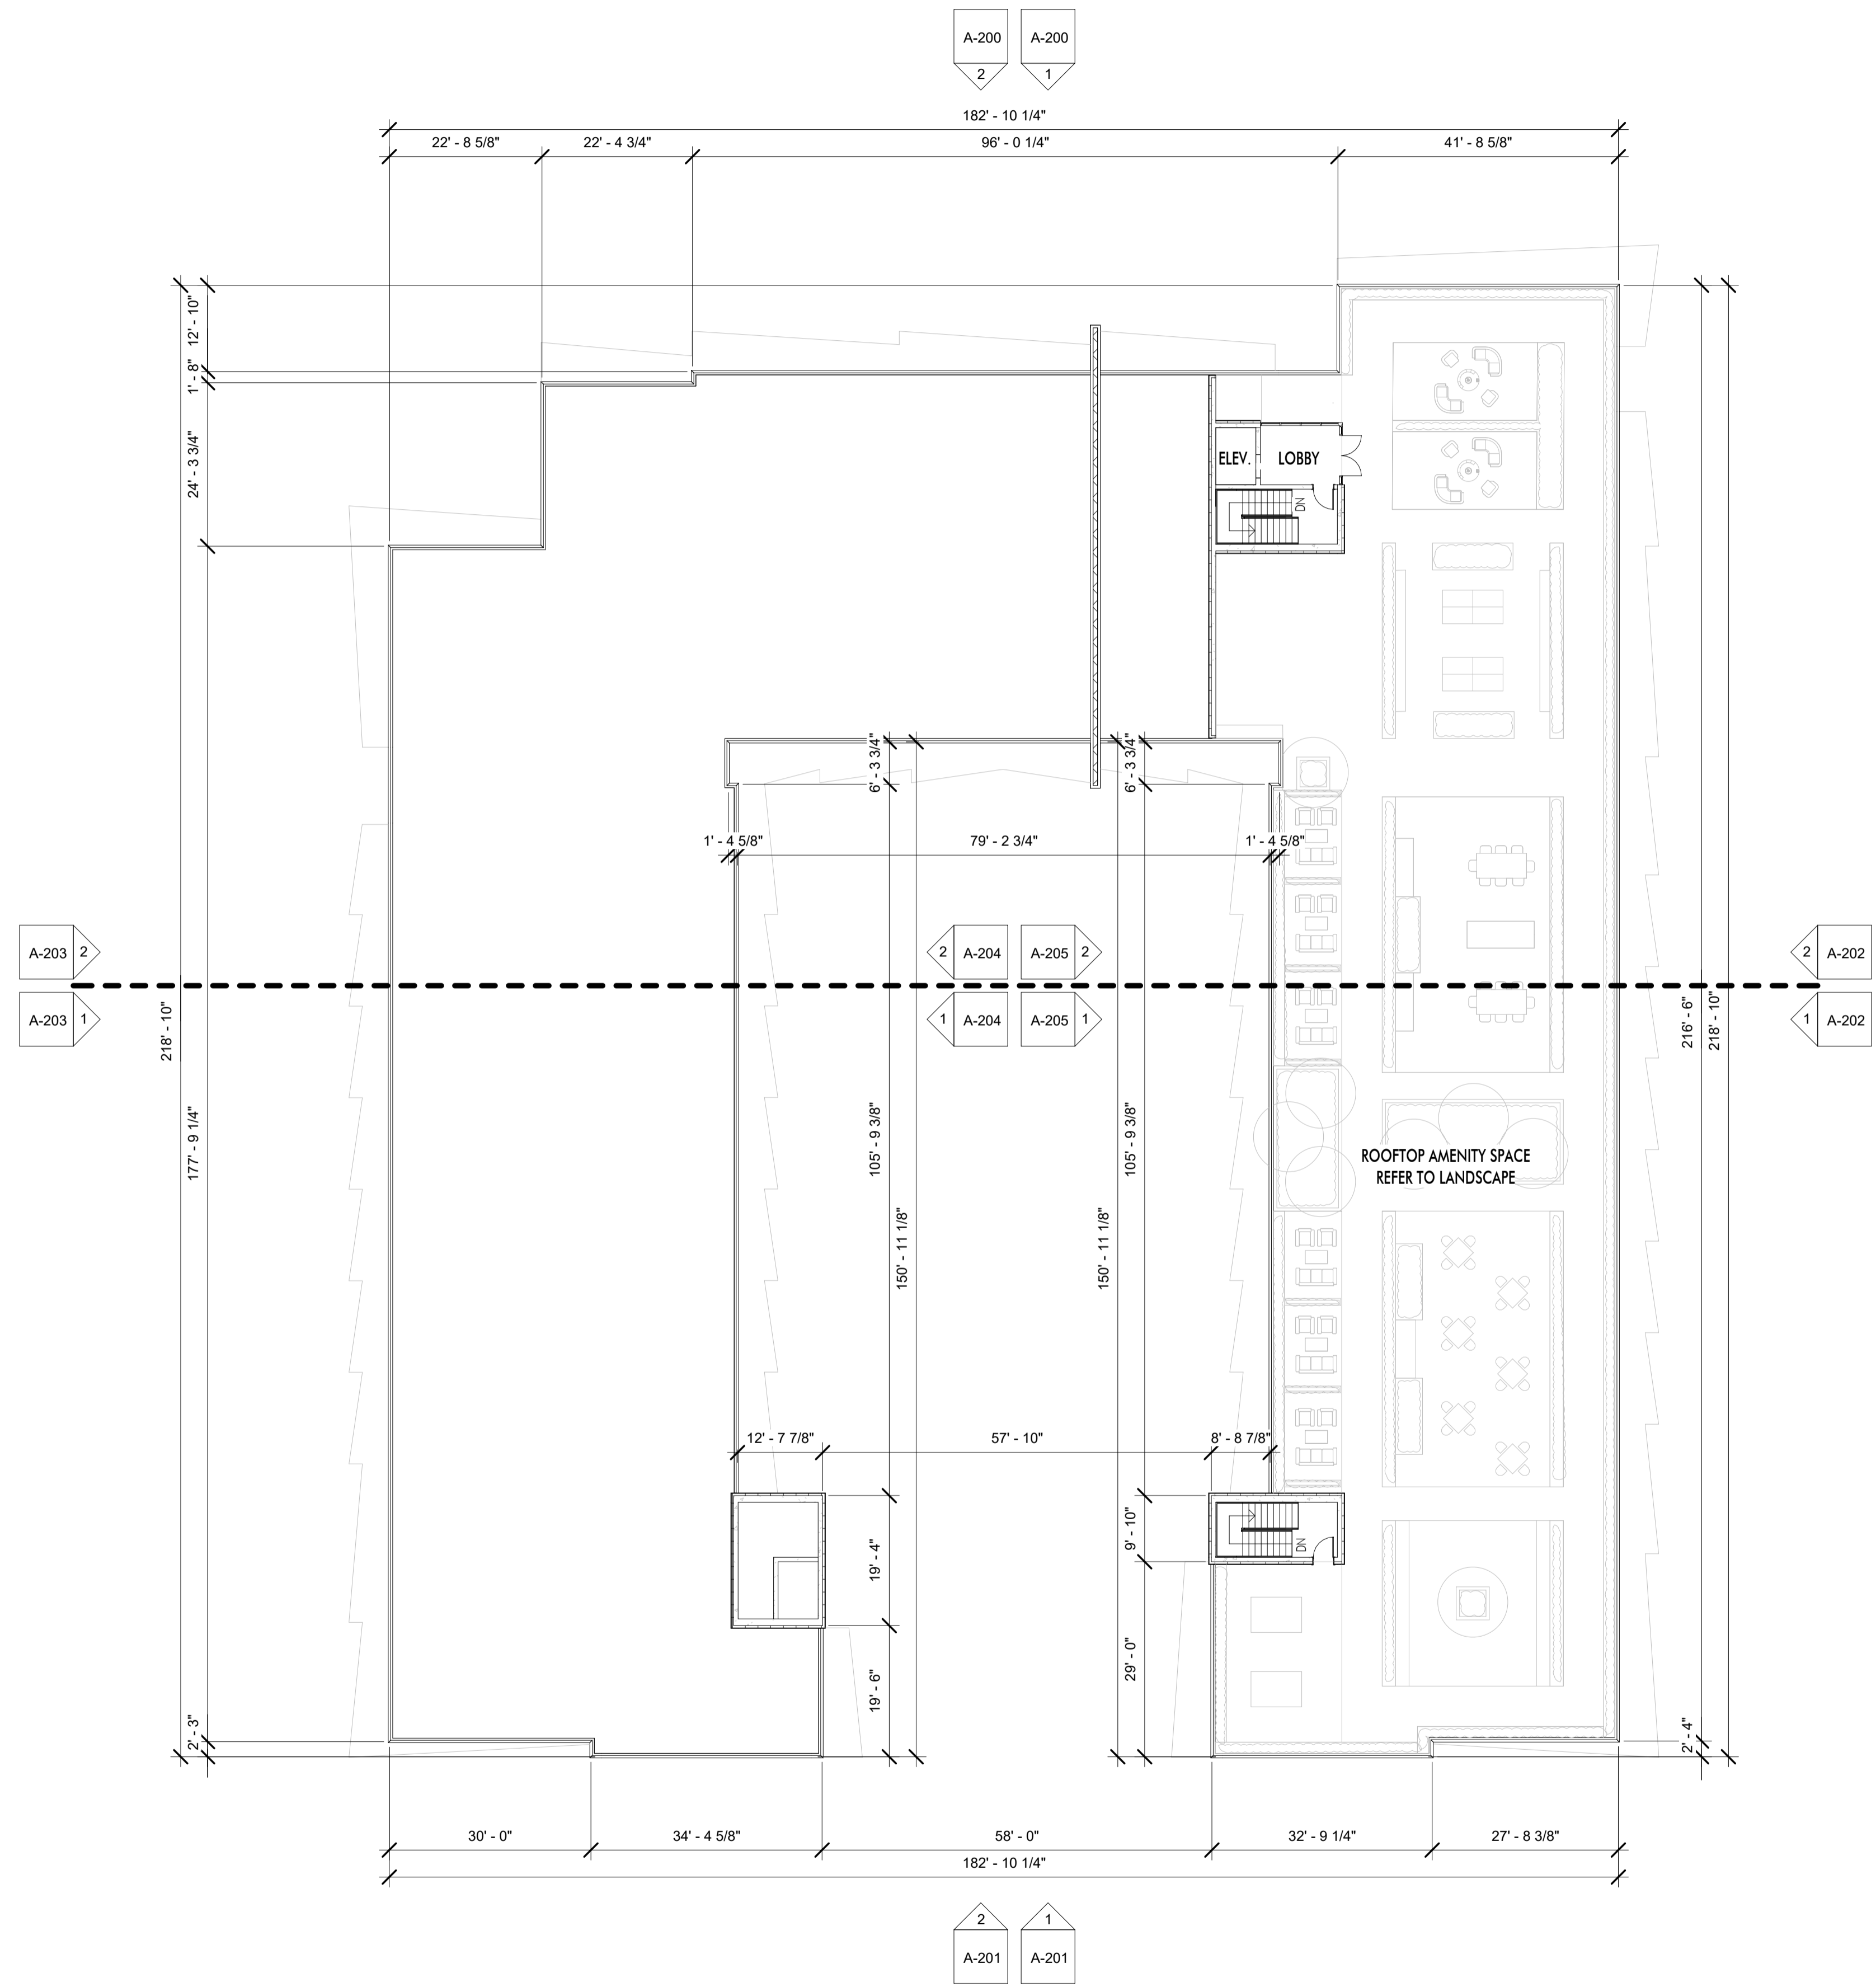 A-200 A-200
2 1
182' - 10 1/4"
22' - 8 5/8" 22' - 4 3/4" 96' - 0 1/4" 41' - 8 5/8"
12' - 10"
1' - 8"
24' - 3 3/4"
ELEV. LOBBY
DN
6' - 3 3/4" 6' - 3 3/4"
1' - 4 5/8" 79' - 2 3/4" 1' - 4 5/8"
A-203 2 2 A-204 A-205 2 2 A-202
A-203 1 1 A-204 A-205 1 1 A-202
218' - 10" 216' - 6" 218' - 10"
177' - 9 1/4" 105' - 9 3/8" 105' - 9 3/8"
ROOFTOP AMENITY SPACE
REFER TO LANDSCAPE
150' - 11 1/8" 150' - 11 1/8"
12' - 7 7/8" 57' - 10" 8' - 8 7/8"
19' - 4" 9' - 10" DN
19' - 6" 29' - 0"
2' - 3" 2' - 4"
30' - 0" 34' - 4 5/8" 58' - 0" 32' - 9 1/4" 27' - 8 3/8"
182' - 10 1/4"
2 1
A-201 A-201